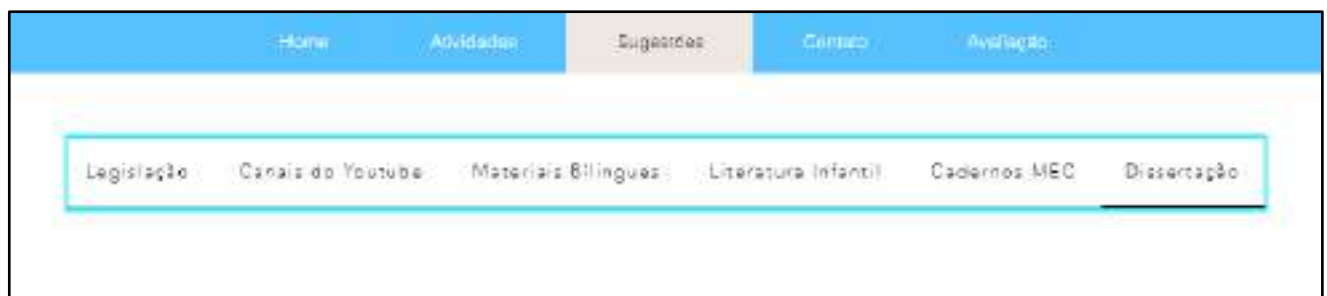 Home Atividades Sugestões Contato Avaliação
Legislação Canais do Youtube Materiais Bilíngues Literatura Infantil Cadernos MEC Dissertação